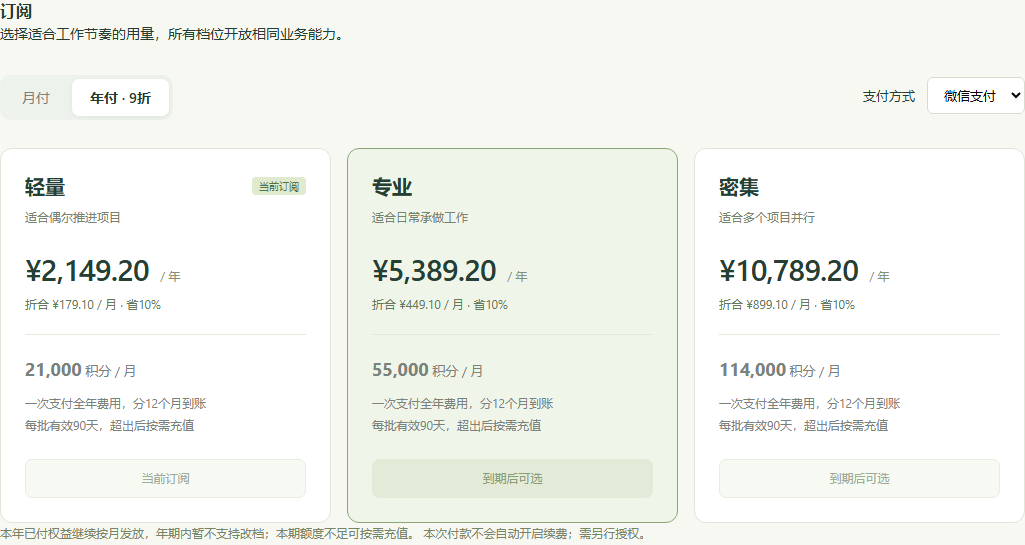 订阅
选择适合工作节奏的用量，所有档位开放相同业务能力。
月付
年付 · 9折
支付方式
微信支付
轻量
当前订阅
适合偶尔推进项目
¥2,149.20 / 年
折合 ¥179.10 / 月 · 省10%
21,000 积分 / 月
一次支付全年费用，分12个月到账
每批有效90天，超出后按需充值
当前订阅
专业
适合日常承做工作
¥5,389.20 / 年
折合 ¥449.10 / 月 · 省10%
55,000 积分 / 月
一次支付全年费用，分12个月到账
每批有效90天，超出后按需充值
到期后可选
密集
适合多个项目并行
¥10,789.20 / 年
折合 ¥899.10 / 月 · 省10%
114,000 积分 / 月
一次支付全年费用，分12个月到账
每批有效90天，超出后按需充值
到期后可选
本年已付权益继续按月发放，年期内暂不支持改档；本期额度不足可按需充值。 本次付款不会自动开启续费；需另行授权。